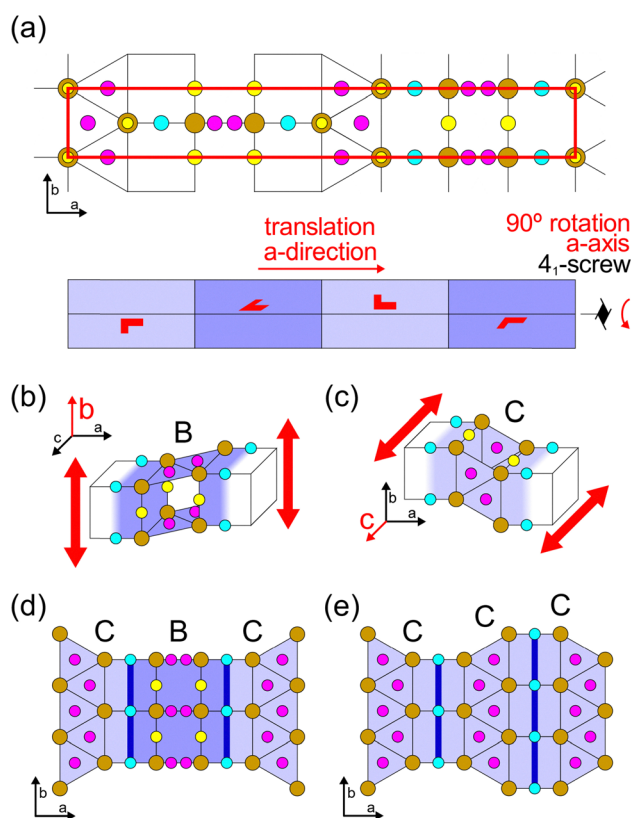 (a)
b
a
translation
a-direction
90º rotation
a-axis
4₁-screw
(b)
b
a
c
B
(c)
C
b
a
c
(d)
C B C
b
a
(e)
C C C
b
a